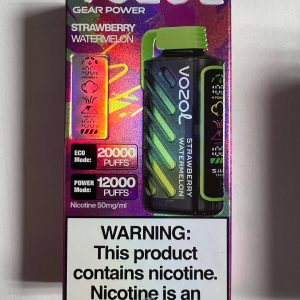 GEAR POWER
STRAWBERRY
WATERMELON
ECO
Mode:
20000
PUFFS
POWER
Mode:
12000
PUFFS
Nicotine 50mg/ml
VOZOL
STRAWBERRY
WATERMELON
WARNING:
This product
contains nicotine.
Nicotine is an